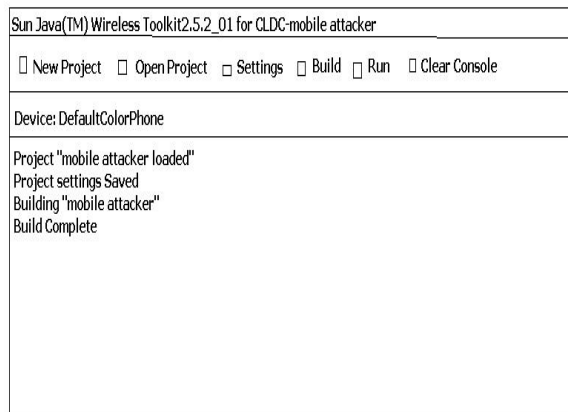 Sun Java(TM) Wireless Toolkit2.5.2_01 for CLDC-mobile attacker
New Project Open Project Settings Build Run Clear Console
Device: DefaultColorPhone
Project "mobile attacker loaded"
Project settings Saved
Building "mobile attacker"
Build Complete